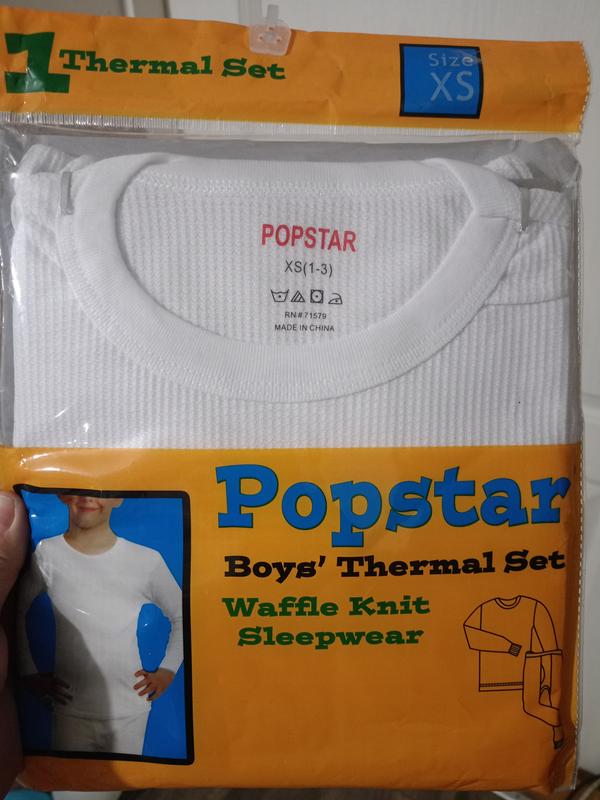 1 Thermal Set
Size
XS
POPSTAR
XS(1-3)
RN#71579
MADE IN CHINA
Popstar
Boys' Thermal Set
Waffle Knit
Sleepwear